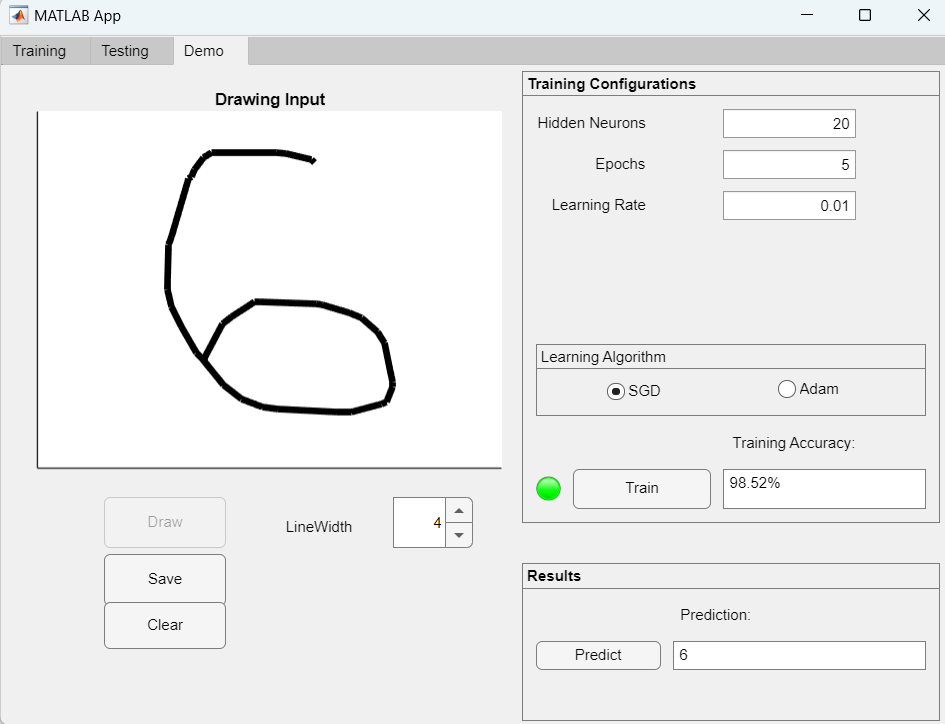 MATLAB App
Training Testing Demo
Drawing Input
6
Draw
LineWidth 4
Save
Clear
Training Configurations
Hidden Neurons 20
Epochs 5
Learning Rate 0.01
Learning Algorithm
SGD Adam
Training Accuracy:
Train 98.52%
Results
Prediction:
Predict 6